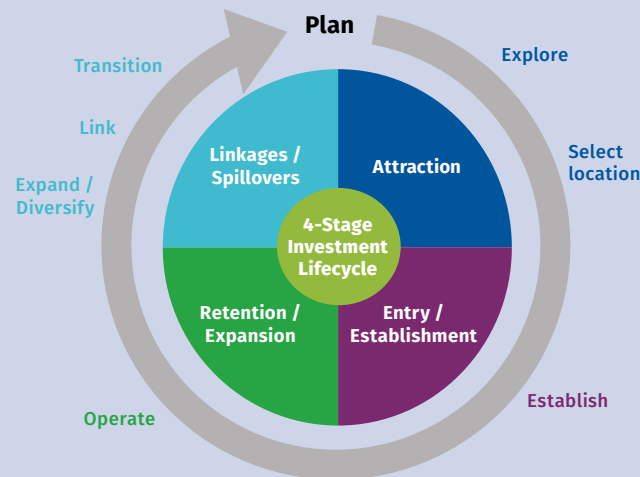 Plan
Explore
Select
location
Establish
Operate
Expand /
Diversify
Link
Transition
Attraction
Entry /
Establishment
Retention /
Expansion
Linkages /
Spillovers
4-Stage
Investment
Lifecycle